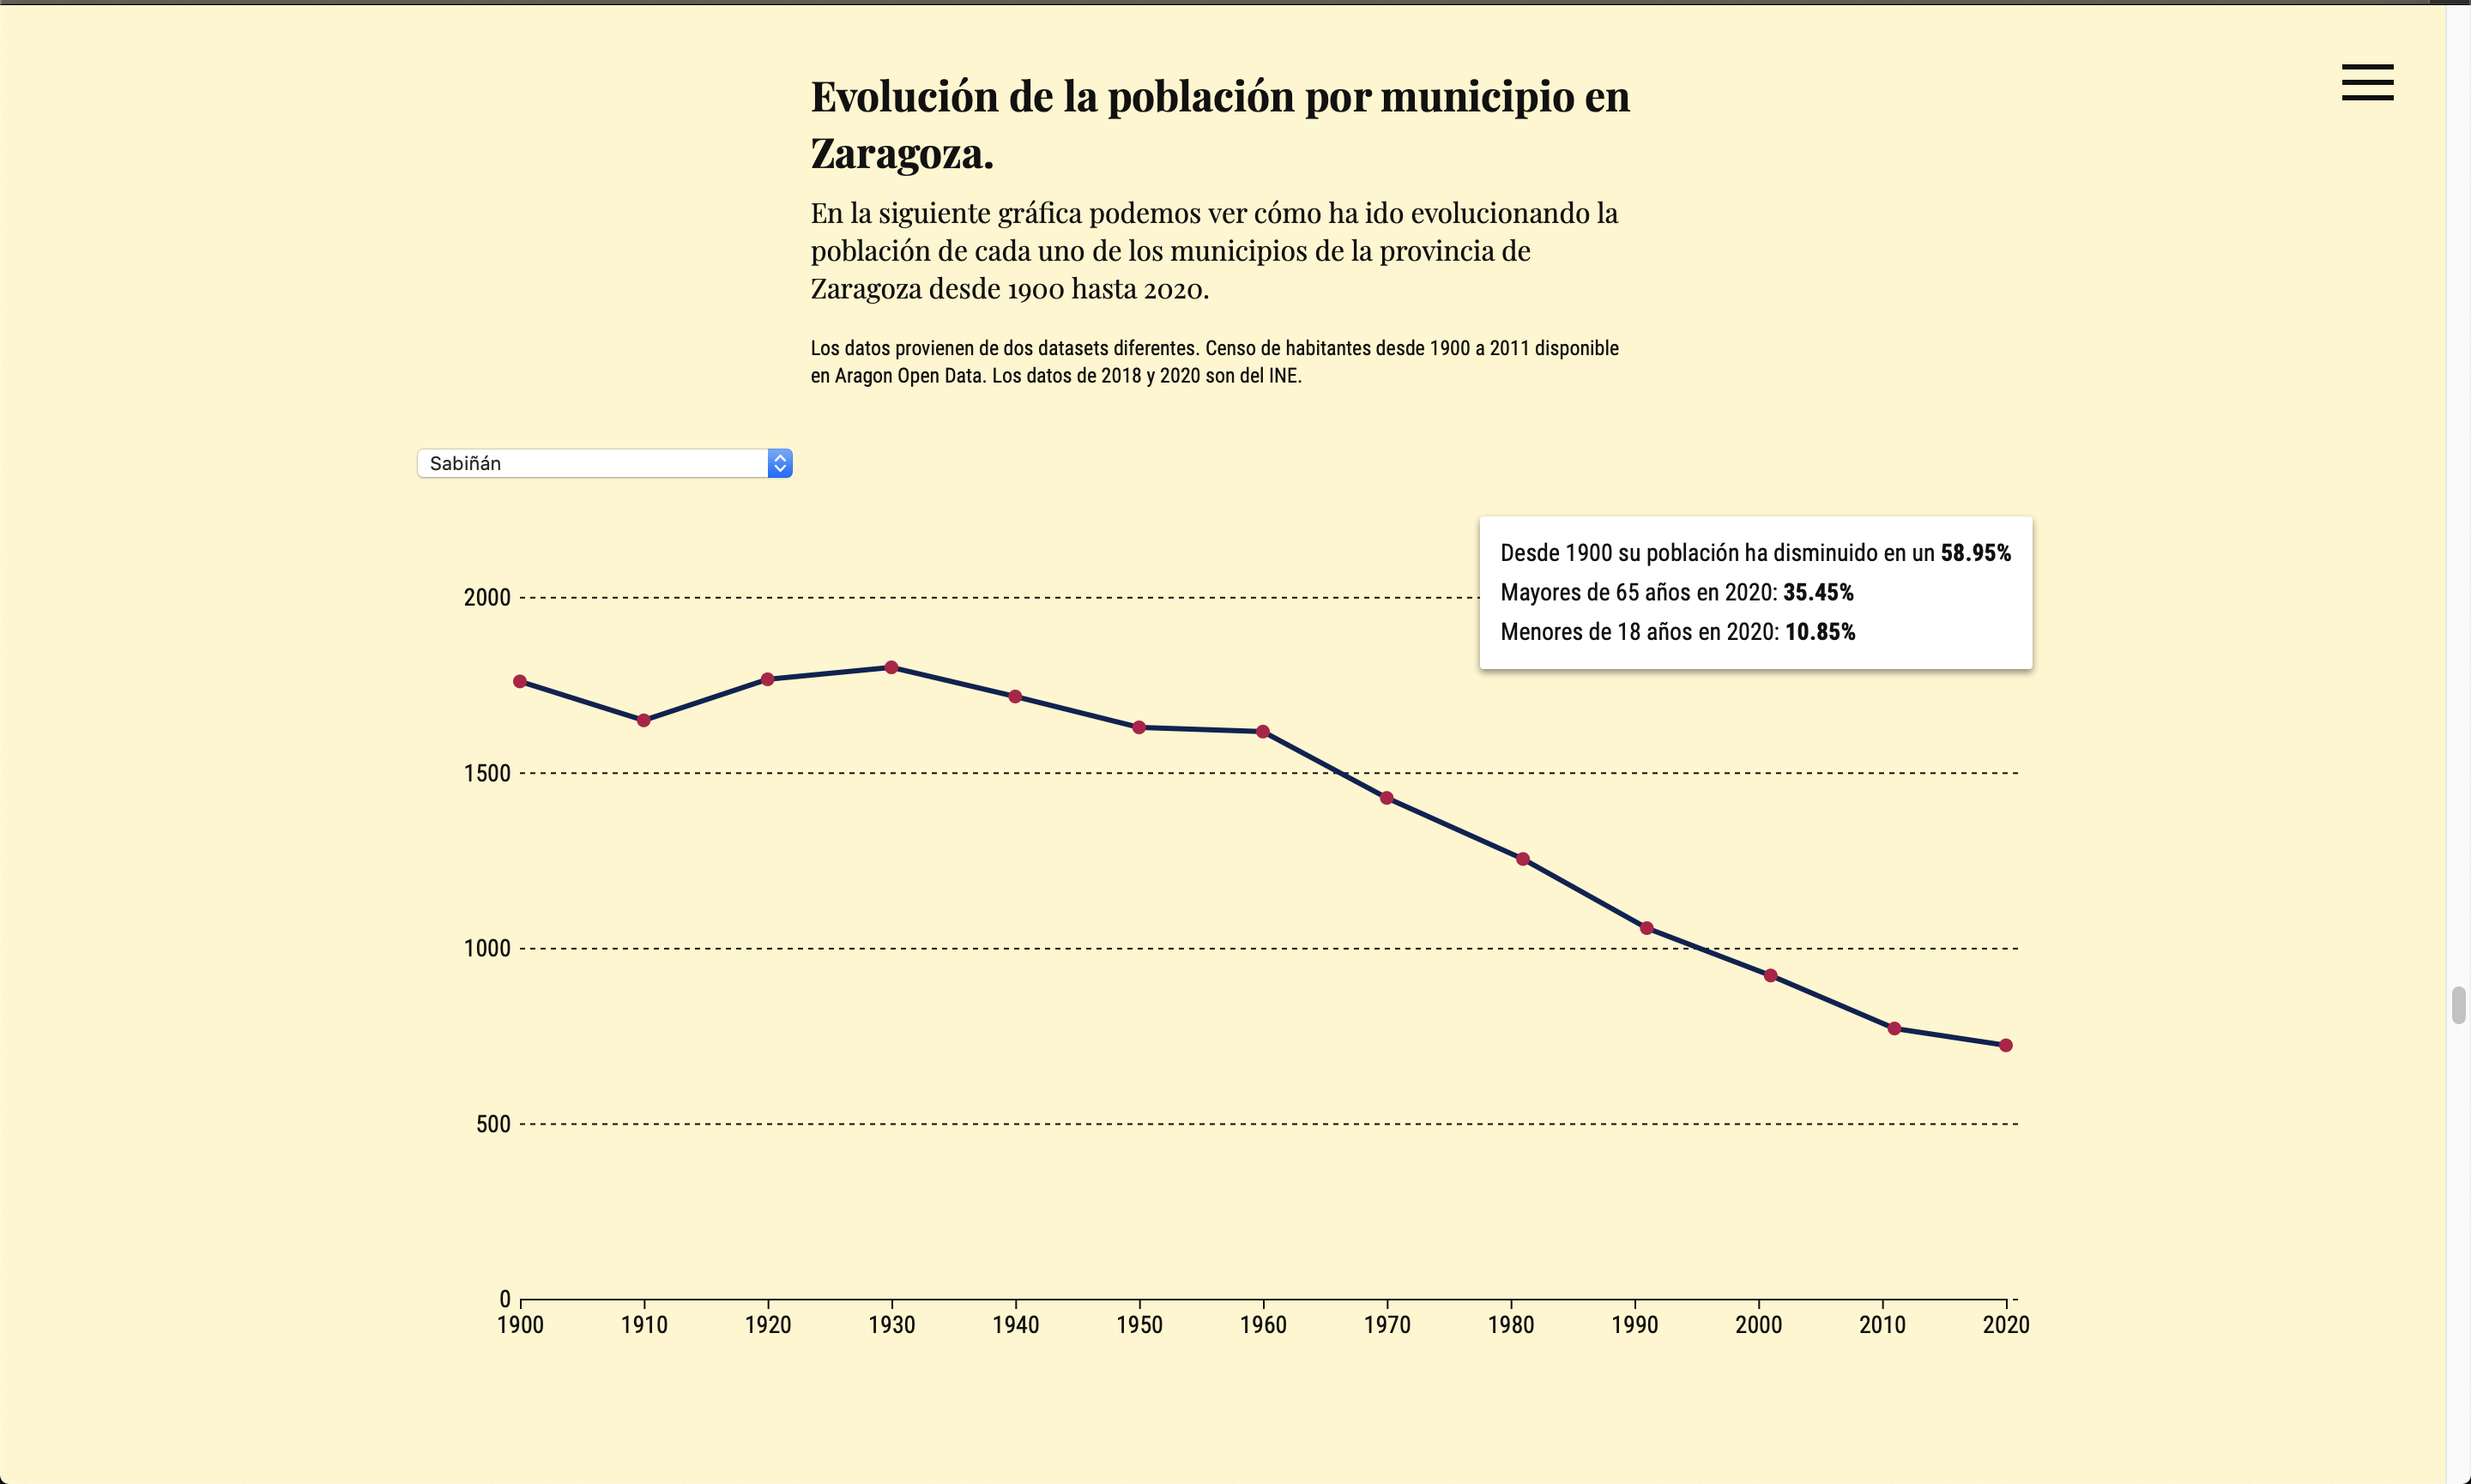 Evolución de la población por municipio en
Zaragoza.
En la siguiente gráfica podemos ver cómo ha ido evolucionando la
población de cada uno de los municipios de la provincia de
Zaragoza desde 1900 hasta 2020.
Los datos provienen de dos datasets diferentes. Censo de habitantes desde 1900 a 2011 disponible
en Aragon Open Data. Los datos de 2018 y 2020 son del INE.
Sabiñán
Desde 1900 su población ha disminuido en un 58.95%
Mayores de 65 años en 2020: 35.45%
Menores de 18 años en 2020: 10.85%
2000
1500
1000
500
0
1900 1910 1920 1930 1940 1950 1960 1970 1980 1990 2000 2010 2020